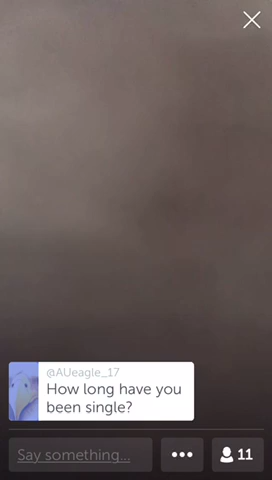 @AUeagle_17
How long have you
been single?
Say something...
11